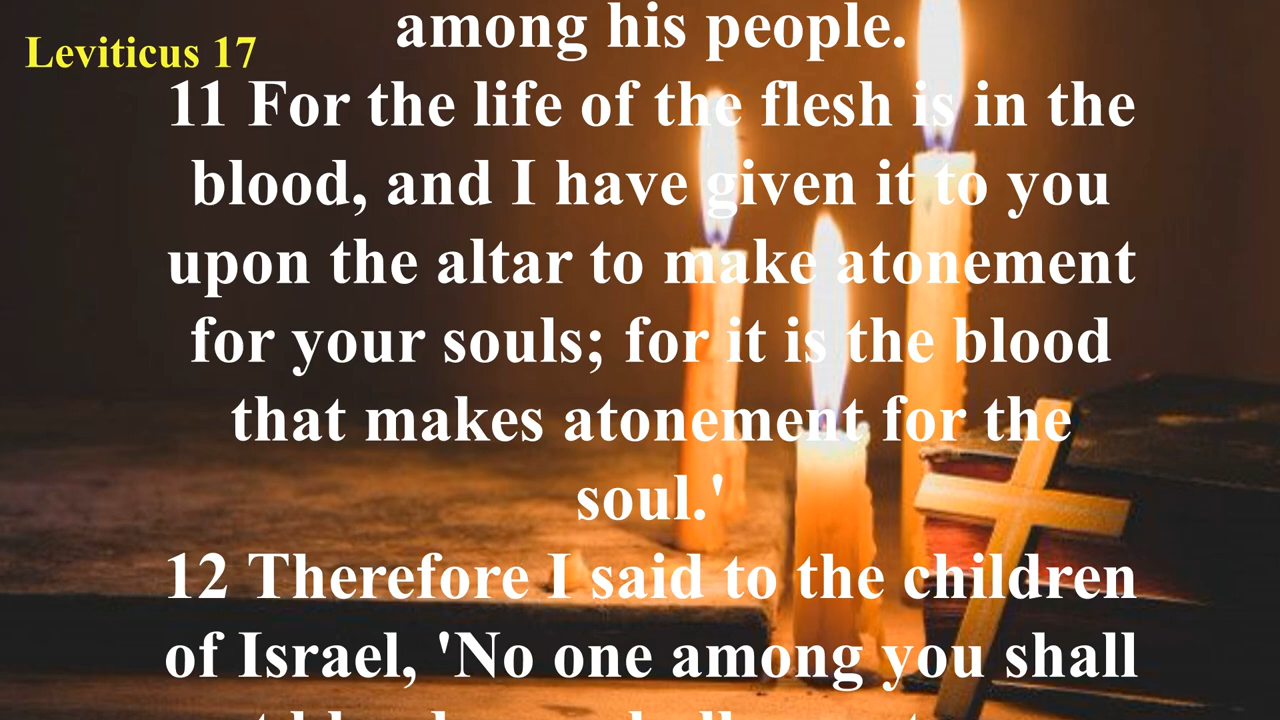 Leviticus 17
among his people.
11 For the life of the flesh is in the
blood, and I have given it to you
upon the altar to make atonement
for your souls; for it is the blood
that makes atonement for the
soul.'
12 Therefore I said to the children
of Israel, 'No one among you shall